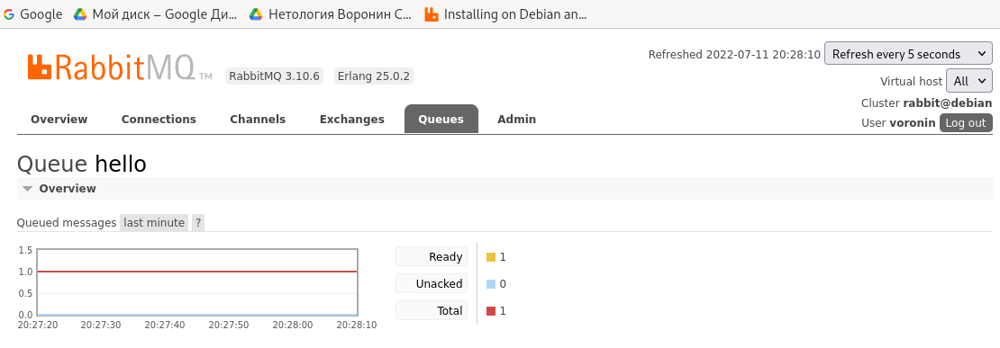 Google Мой диск – Google Ди... Нетология Воронин С... Installing on Debian an...
RabbitMQ TM RabbitMQ 3.10.6 Erlang 25.0.2
Refreshed 2022-07-11 20:28:10 Refresh every 5 seconds
Virtual host All
Cluster rabbit@debian
User voronin Log out
Overview Connections Channels Exchanges Queues Admin
Queue hello
Overview
Queued messages last minute ?
1.5
1.0
0.5
0.0
20:27:20 20:27:30 20:27:40 20:27:50 20:28:00 20:28:10
Ready 1
Unacked 0
Total 1